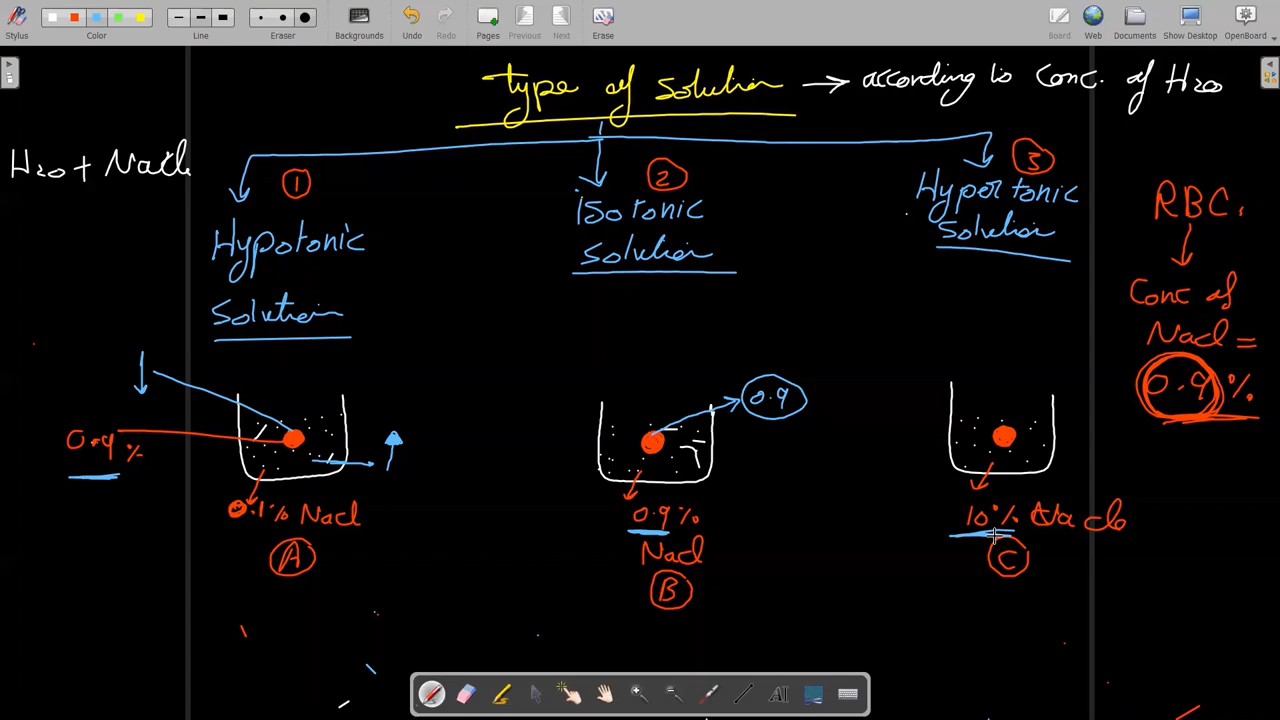 Stylus
Color
Line
Eraser
Backgrounds
Undo
Redo
Pages
Previous
Next
Erase
Board
Web
Documents
Show Desktop
OpenBoard
type of solution → according to conc. of H2O
H2O + NaCl
1
2
3
Hypotonic
Solution
isotonic
Solution
Hypertonic
Solution
RBC.
Conc of
Nacl =
0.9 %
0.9 %
0.9
0.1% Nacl
A
0.9 %
Nacl
B
10% Nacl
C
AI